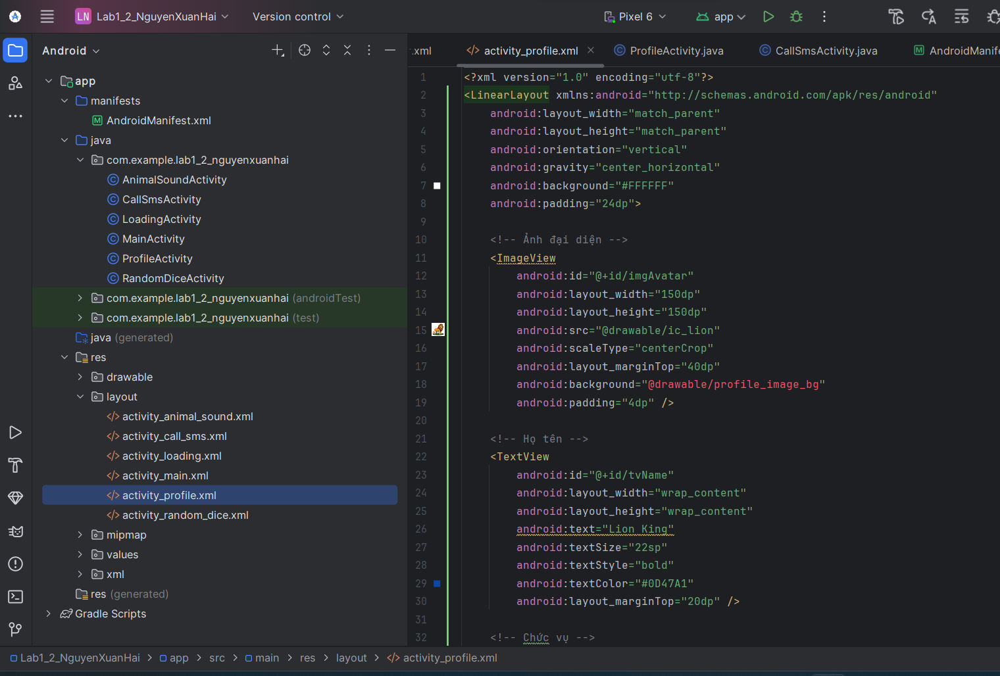 LN Lab1_2_NguyenXuanHai Version control Pixel 6 app
Android
.xml activity_profile.xml ProfileActivity.java CallSmsActivity.java AndroidManife
app
manifests
AndroidManifest.xml
java
com.example.lab1_2_nguyenxuanhai
AnimalSoundActivity
CallSmsActivity
LoadingActivity
MainActivity
ProfileActivity
RandomDiceActivity
com.example.lab1_2_nguyenxuanhai (androidTest)
com.example.lab1_2_nguyenxuanhai (test)
java (generated)
res
drawable
layout
activity_animal_sound.xml
activity_call_sms.xml
activity_loading.xml
activity_main.xml
activity_profile.xml
activity_random_dice.xml
mipmap
values
xml
res (generated)
Gradle Scripts
1 <?xml version="1.0" encoding="utf-8"?>
2 <LinearLayout xmlns:android="http://schemas.android.com/apk/res/android"
3 android:layout_width="match_parent"
4 android:layout_height="match_parent"
5 android:orientation="vertical"
6 android:gravity="center_horizontal"
7 android:background="#FFFFFF"
8 android:padding="24dp">
9
10 <!-- Ảnh đại diện -->
11 <ImageView
12 android:id="@+id/imgAvatar"
13 android:layout_width="150dp"
14 android:layout_height="150dp"
15 android:src="@drawable/ic_lion"
16 android:scaleType="centerCrop"
17 android:layout_marginTop="40dp"
18 android:background="@drawable/profile_image_bg"
19 android:padding="4dp" />
20
21 <!-- Họ tên -->
22 <TextView
23 android:id="@+id/tvName"
24 android:layout_width="wrap_content"
25 android:layout_height="wrap_content"
26 android:text="Lion King"
27 android:textSize="22sp"
28 android:textStyle="bold"
29 android:textColor="#0D47A1"
30 android:layout_marginTop="20dp" />
31
32 <!-- Chức vụ -->
Lab1_2_NguyenXuanHai > app > src > main > res > layout > activity_profile.xml